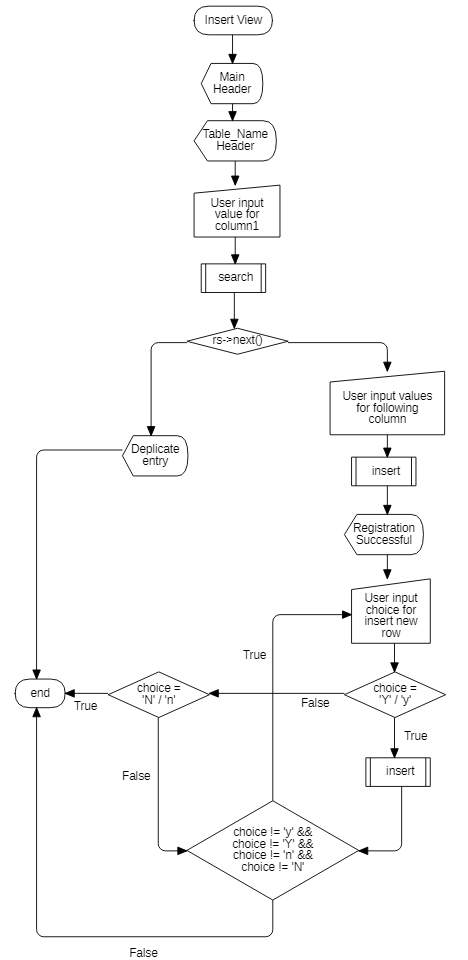 Insert View
Main
Header
Table_Name
Header
User input
value for
column1
search
rs->next()
User input values
for following
column
Deplicate
entry
insert
Registration
Successful
User input
choice for
insert new
row
True
end
True
choice =
'N' / 'n'
False
choice =
'Y' / 'y'
True
False
insert
choice != 'y' &&
choice != 'Y' &&
choice != 'n' &&
choice != 'N'
False